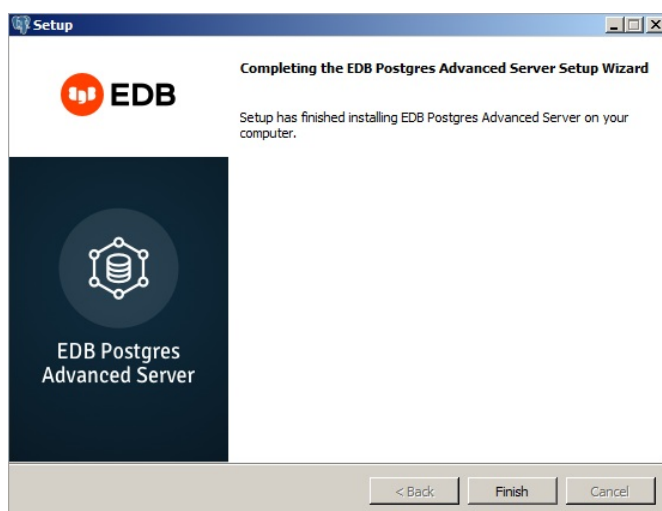 Setup
EDB
Completing the EDB Postgres Advanced Server Setup Wizard
Setup has finished installing EDB Postgres Advanced Server on your
computer.
EDB Postgres
Advanced Server
< Back
Finish
Cancel